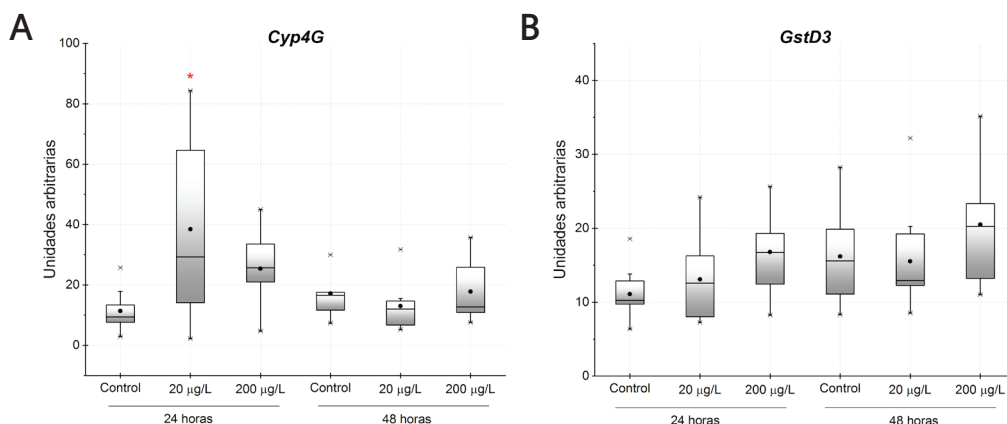 A
Cyp4G
Unidades arbitrarias
100
80
60
40
20
0
*
Control
20 µg/L
200 µg/L
Control
20 µg/L
200 µg/L
24 horas
48 horas
B
GstD3
Unidades arbitrarias
40
30
20
10
0
Control
20 µg/L
200 µg/L
Control
20 µg/L
200 µg/L
24 horas
48 horas